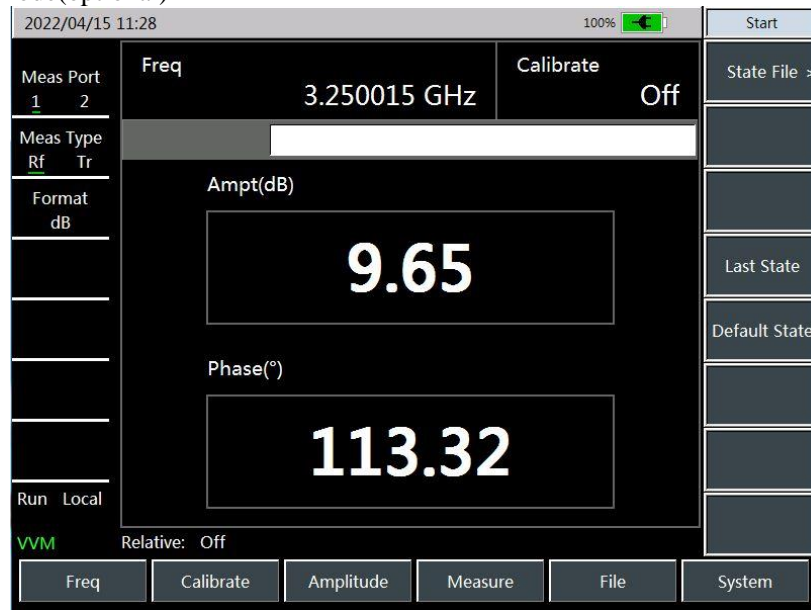 2022/04/15 11:28
100%
Start
Meas Port
1 2
Freq
3.250015 GHz
Calibrate
Off
State File >
Meas Type
Rf Tr
Format
dB
Ampt(dB)
9.65
Last State
Default State
Phase(°)
113.32
Run Local
VVM
Relative: Off
Freq
Calibrate
Amplitude
Measure
File
System